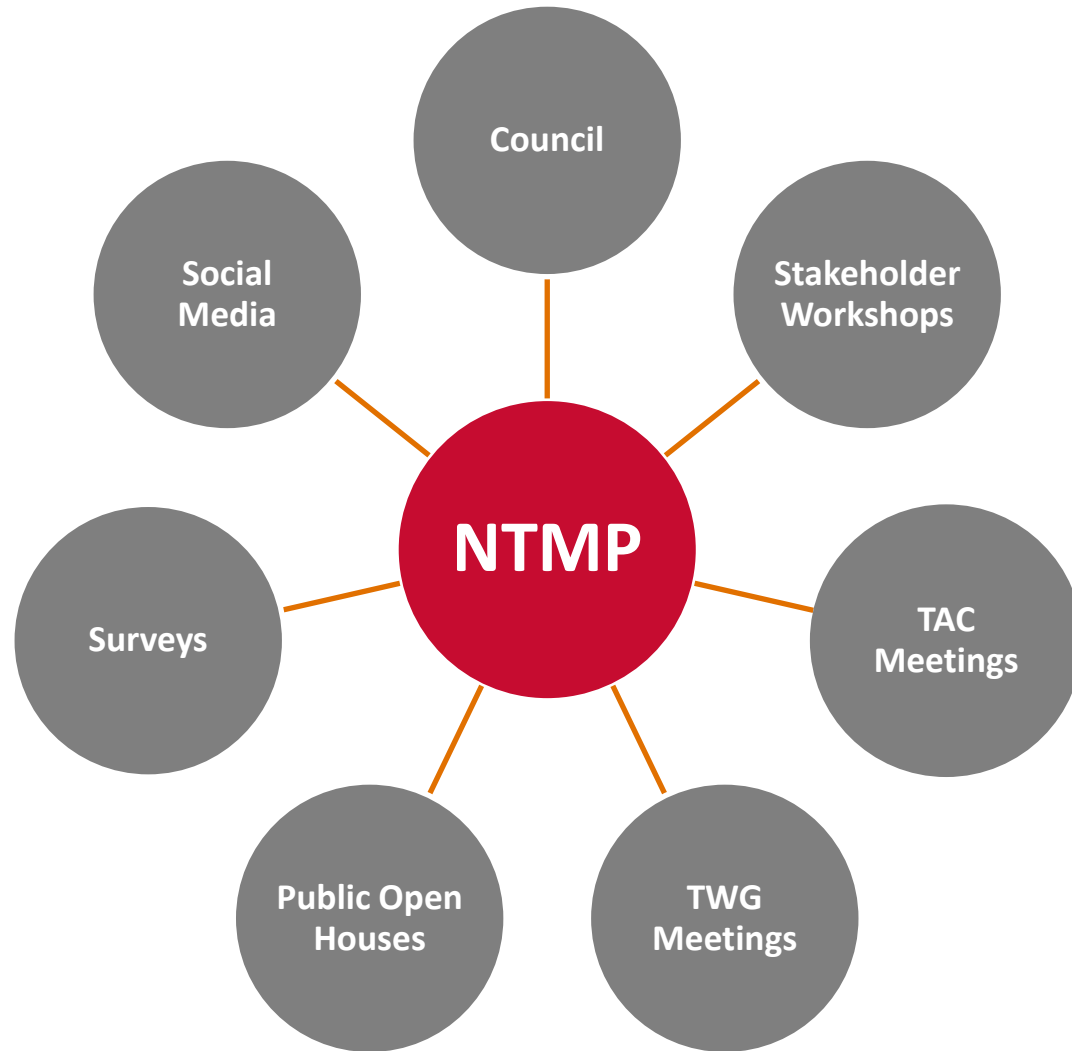 Council
Stakeholder
Workshops
TAC
Meetings
TWG
Meetings
Public Open
Houses
Surveys
Social
Media
NTMP